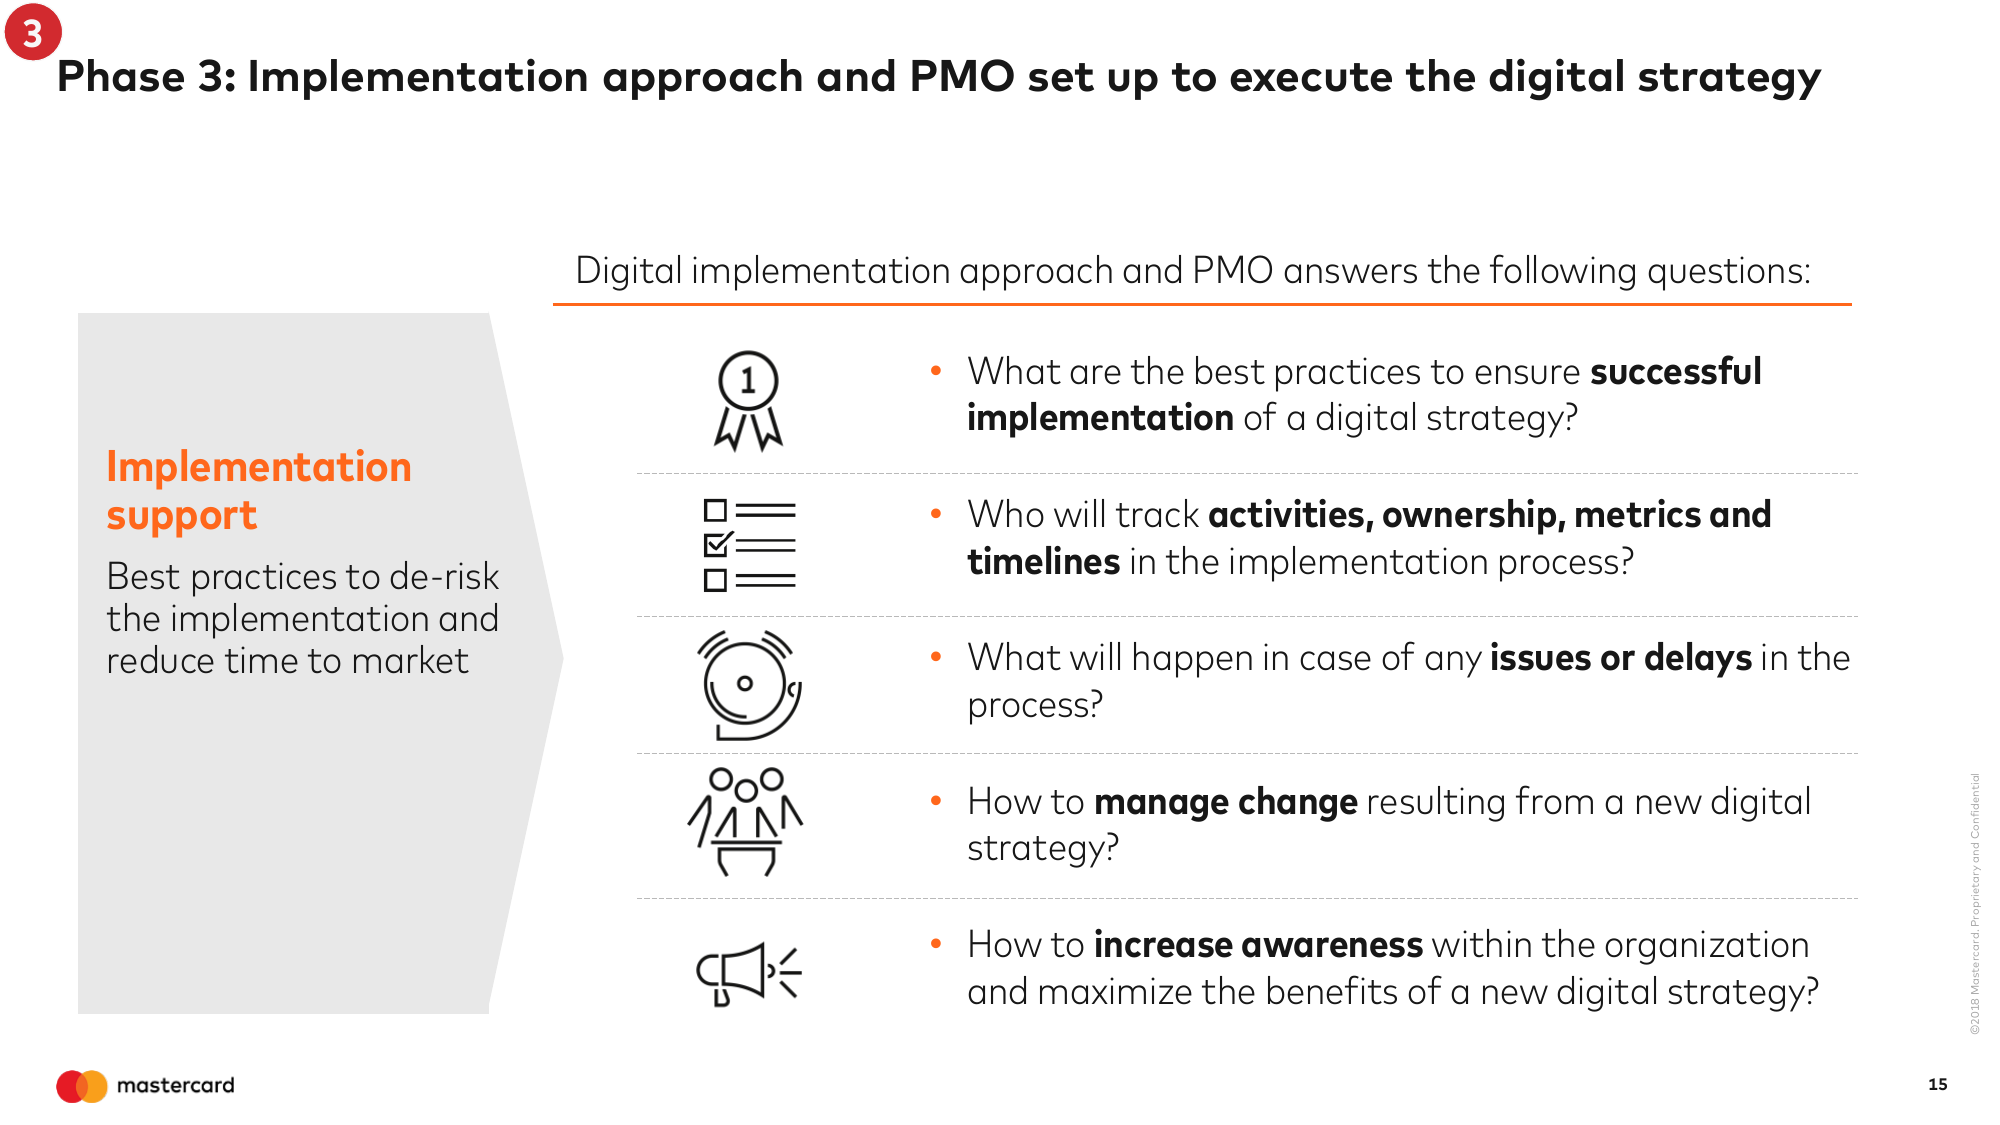 3
Phase 3: Implementation approach and PMO set up to execute the digital strategy
Digital implementation approach and PMO answers the following questions:
Implementation
support
Best practices to de-risk
the implementation and
reduce time to market
1
• What are the best practices to ensure successful
implementation of a digital strategy?
• Who will track activities, ownership, metrics and
timelines in the implementation process?
• What will happen in case of any issues or delays in the
process?
• How to manage change resulting from a new digital
strategy?
• How to increase awareness within the organization
and maximize the benefits of a new digital strategy?
©2018 Mastercard. Proprietary and Confidential
mastercard
15